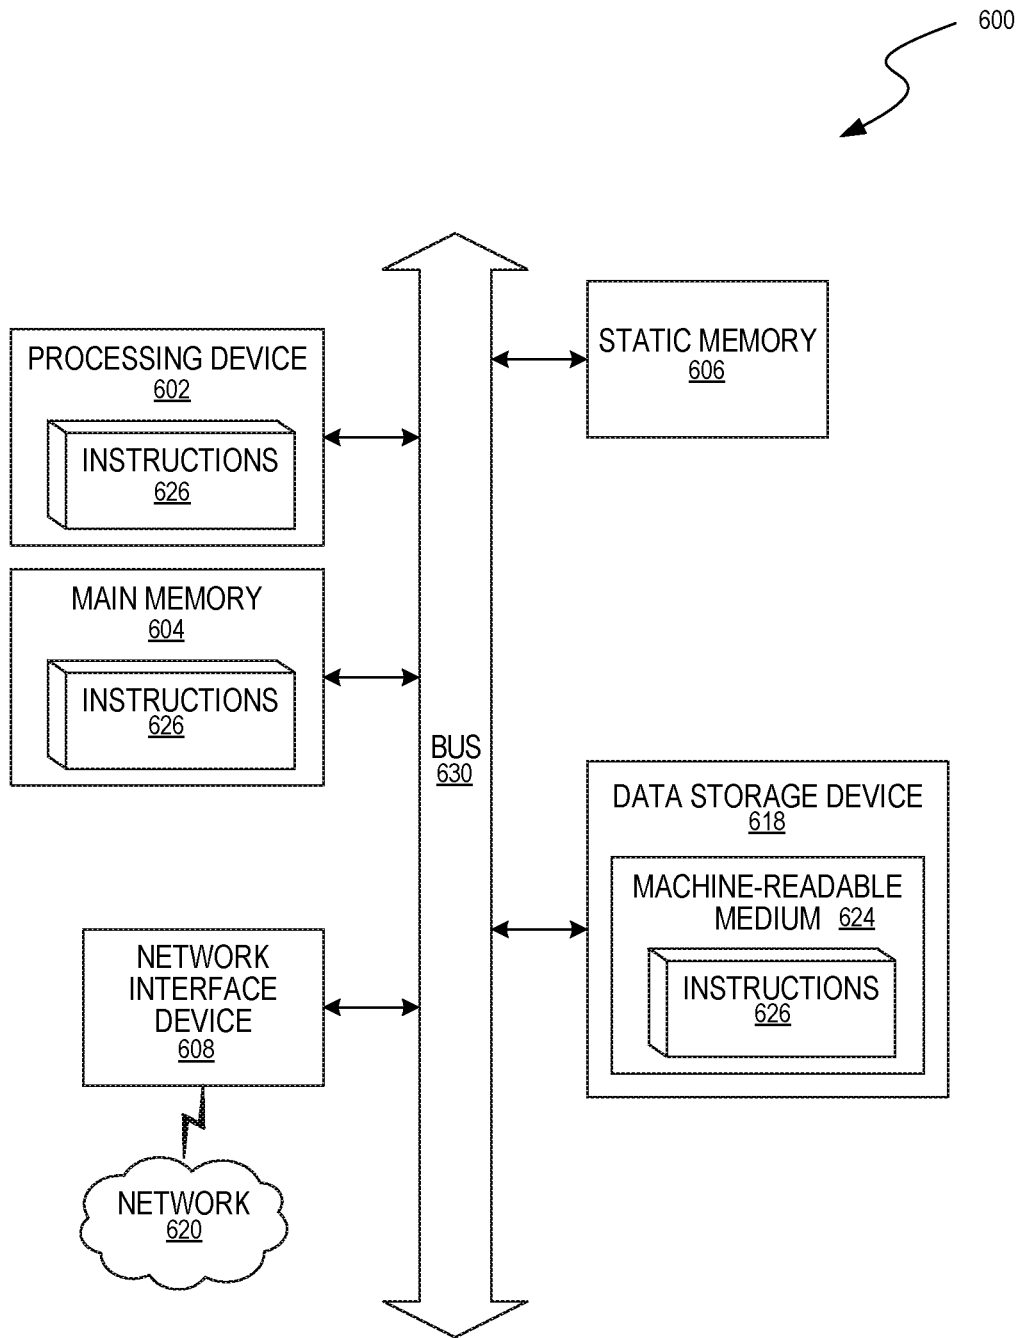 600
PROCESSING DEVICE
602
INSTRUCTIONS
626
MAIN MEMORY
604
INSTRUCTIONS
626
NETWORK
INTERFACE
DEVICE
608
NETWORK
620
BUS
630
STATIC MEMORY
606
DATA STORAGE DEVICE
618
MACHINE-READABLE
MEDIUM 624
INSTRUCTIONS
626